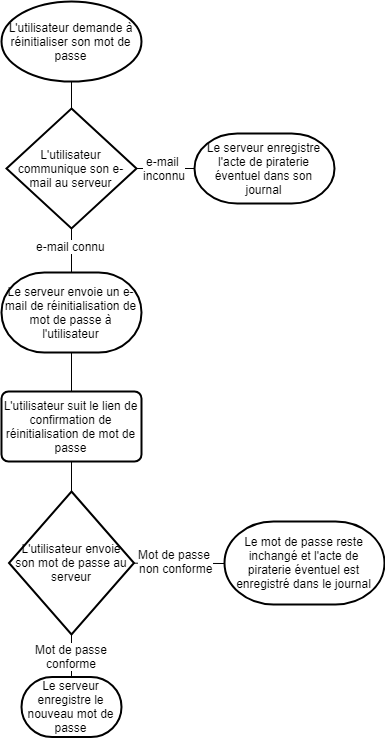 L'utilisateur demande à
réinitialiser son mot de
passe
L'utilisateur
communique son e-
mail au serveur
e-mail
inconnu
Le serveur enregistre
l'acte de piraterie
éventuel dans son
journal
e-mail connu
Le serveur envoie un e-
mail de réinitialisation de
mot de passe à
l'utilisateur
L'utilisateur suit le lien de
confirmation de
réinitialisation de mot de
passe
L'utilisateur envoie
son mot de passe au
serveur
Mot de passe
non conforme
Le mot de passe reste
inchangé et l'acte de
piraterie éventuel est
enregistré dans le journal
Mot de passe
conforme
Le serveur
enregistre le
nouveau mot de
passe